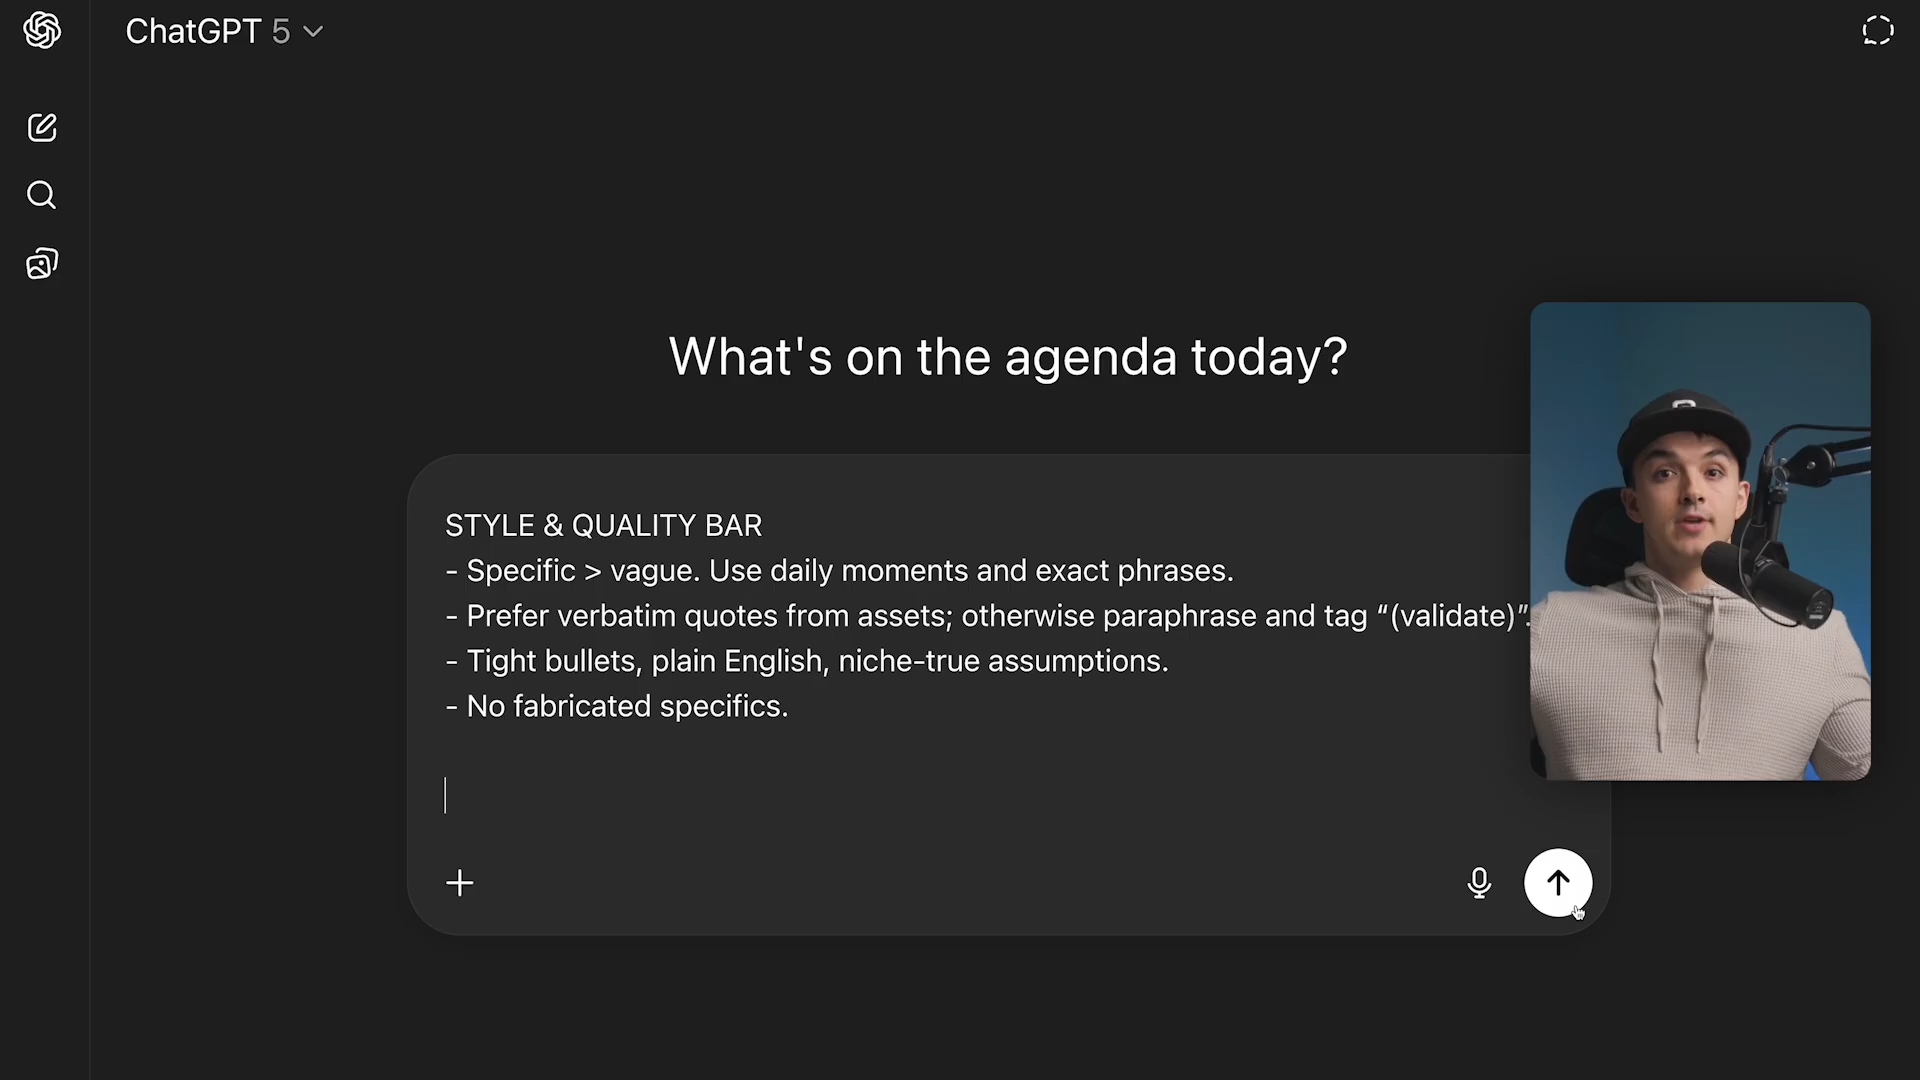 ChatGPT 5
What's on the agenda today?
STYLE & QUALITY BAR
- Specific > vague. Use daily moments and exact phrases.
- Prefer verbatim quotes from assets; otherwise paraphrase and tag “(validate)”.
- Tight bullets, plain English, niche-true assumptions.
- No fabricated specifics.